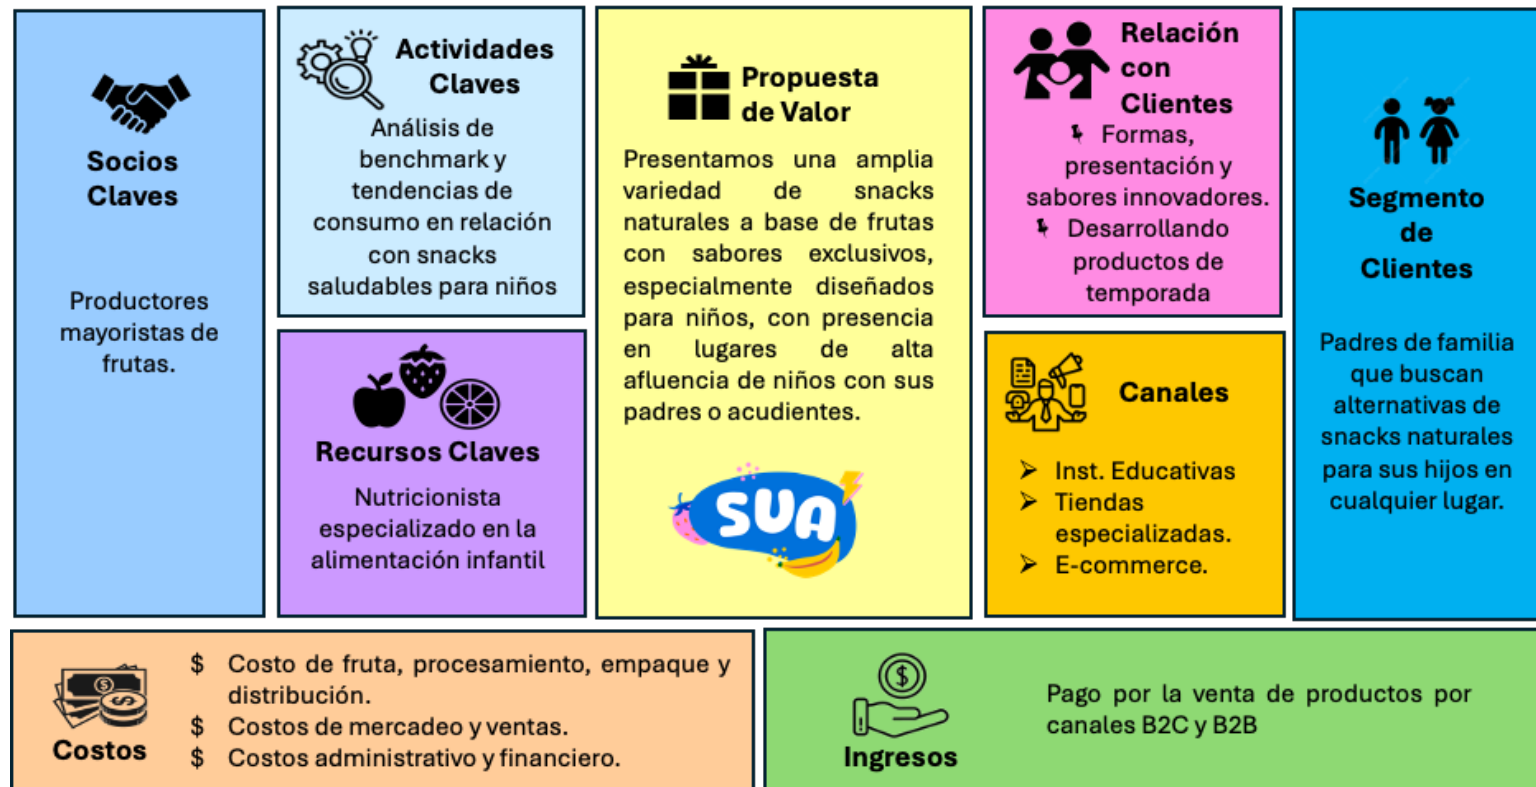 Socios
Claves
Productores
mayoristas de
frutas.
Actividades
Claves
Análisis de
benchmark y
tendencias de
consumo en relación
con snacks
saludables para niños
Recursos Claves
Nutricionista
especializado en la
alimentación infantil
Propuesta
de Valor
Presentamos una amplia
variedad de snacks
naturales a base de frutas
con sabores exclusivos,
especialmente diseñados
para niños, con presencia
en lugares de alta
afluencia de niños con sus
padres o acudientes.
SUA
Relación
con
Clientes
Formas,
presentación y
sabores innovadores.
Desarrollando
productos de
temporada
Canales
➢ Inst. Educativas
➢ Tiendas
especializadas.
➢ E-commerce.
Segmento
de
Clientes
Padres de familia
que buscan
alternativas de
snacks naturales
para sus hijos en
cualquier lugar.
Costos
$ Costo de fruta, procesamiento, empaque y
distribución.
$ Costos de mercadeo y ventas.
$ Costos administrativo y financiero.
Ingresos
Pago por la venta de productos por
canales B2C y B2B